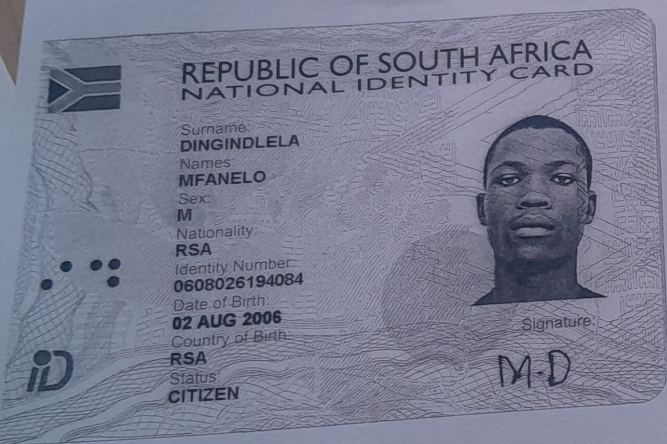 REPUBLIC OF SOUTH AFRICA
NATIONAL IDENTITY CARD
Surname:
DINGINDLELA
Names:
MFANELO
Sex:
M
Nationality:
RSA
Identity Number:
0608026194084
Date of Birth:
02 AUG 2006
Country of Birth:
RSA
Status:
CITIZEN
Signature:
M-D
iD